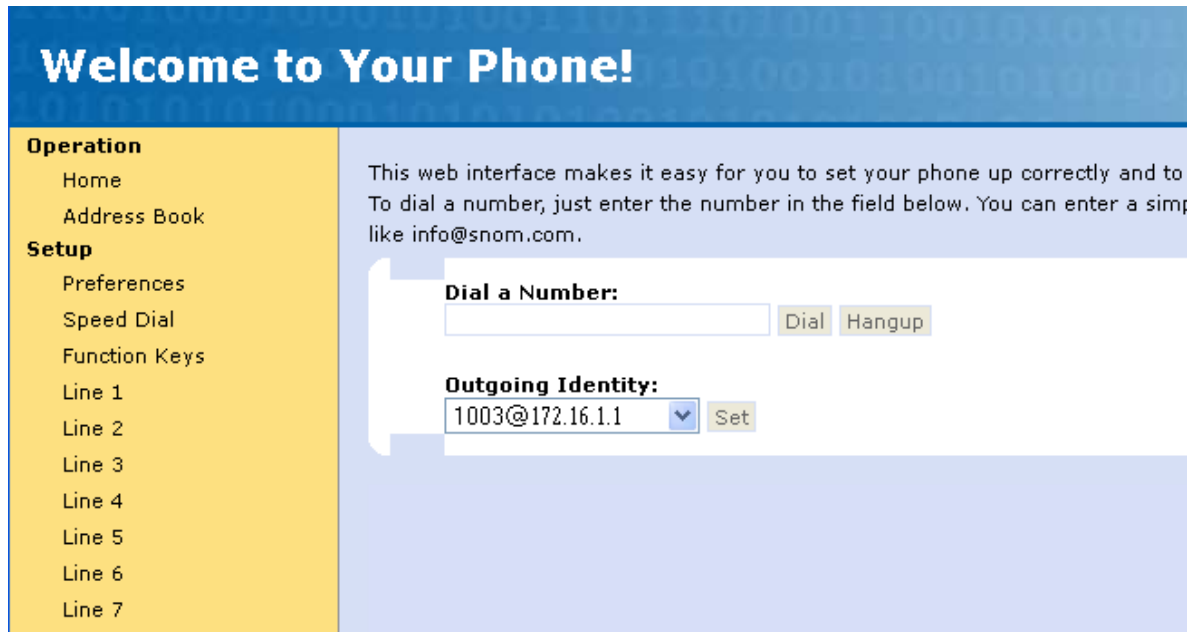 Welcome to Your Phone!
Operation
Home
Address Book
Setup
Preferences
Speed Dial
Function Keys
Line 1
Line 2
Line 3
Line 4
Line 5
Line 6
Line 7
This web interface makes it easy for you to set your phone up correctly and to
To dial a number, just enter the number in the field below. You can enter a
like info@snom.com.
Dial a Number:
Dial Hangup
Outgoing Identity:
1003@172.16.1.1 Set